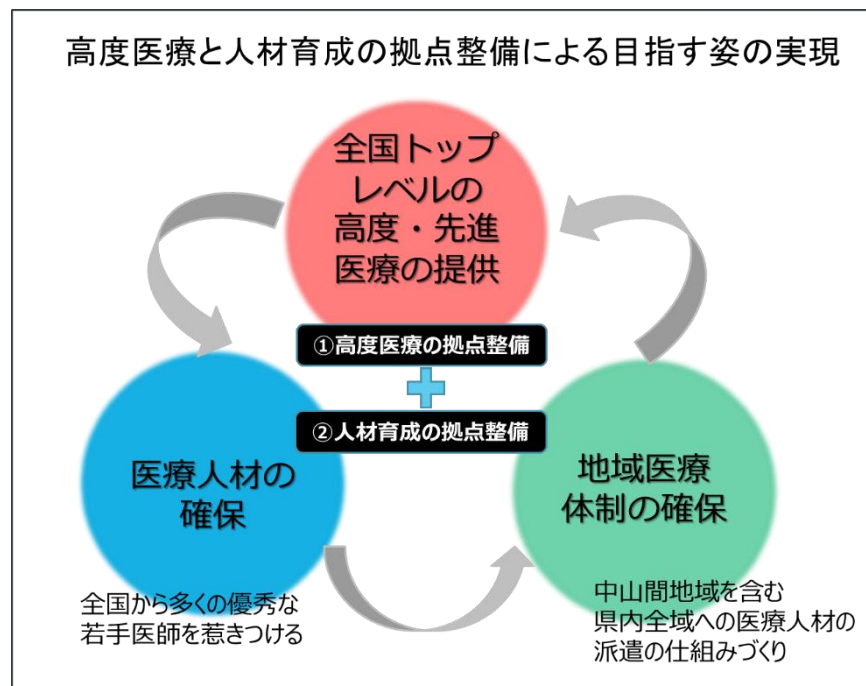 高度医療と人材育成の拠点整備による目指す姿の実現
全国トップ
レベルの
高度・先進
医療の提供
①高度医療の拠点整備
②人材育成の拠点整備
医療人材の
確保
全国から多くの優秀な
若手医師を惹きつける
地域医療
体制の確保
中山間地域を含む
県内全域への医療人材の
派遣の仕組みづくり